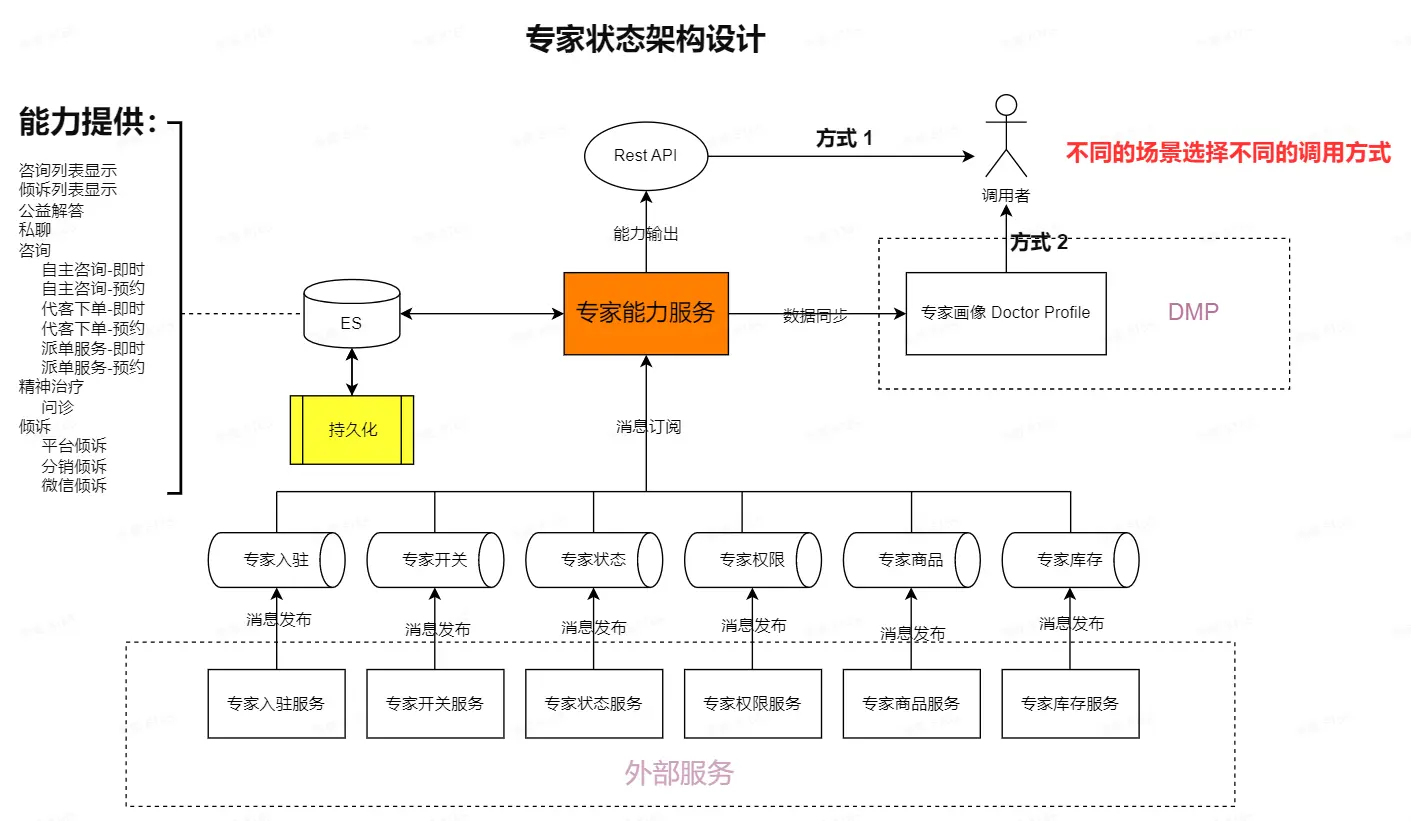 专家状态架构设计
能力提供：
咨询列表显示
倾诉列表显示
公益解答
私聊
咨询
自主咨询-即时
自主咨询-预约
代客下单-即时
代客下单-预约
派单服务-即时
派单服务-预约
精神治疗
问诊
倾诉
平台倾诉
分销倾诉
微信倾诉
Rest API
方式 1
调用者
不同的场景选择不同的调用方式
能力输出
方式 2
ES
专家能力服务
数据同步
专家画像 Doctor Profile
DMP
持久化
消息订阅
专家入驻
专家开关
专家状态
专家权限
专家商品
专家库存
消息发布
消息发布
消息发布
消息发布
消息发布
消息发布
专家入驻服务
专家开关服务
专家状态服务
专家权限服务
专家商品服务
专家库存服务
外部服务